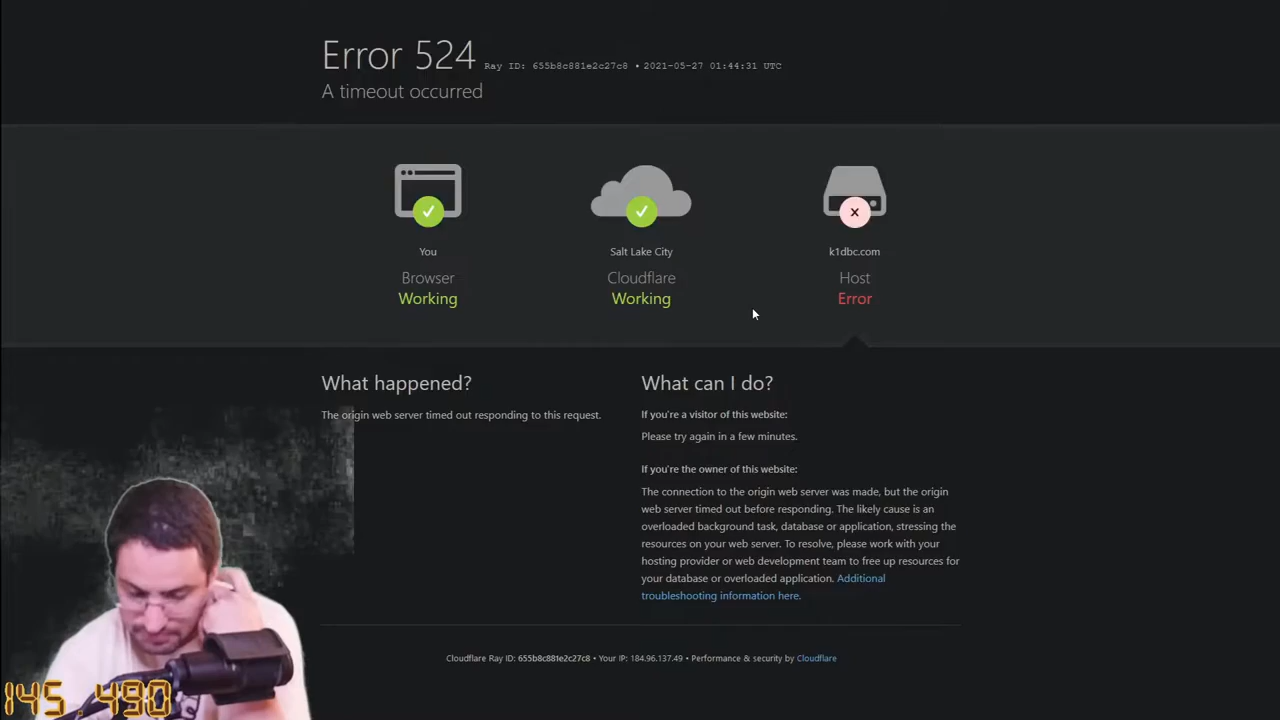 Error 524 Ray ID: 655b8c881e2c27c8 • 2021-05-27 01:44:31 UTC
A timeout occurred
You
Browser
Working
Salt Lake City
Cloudflare
Working
k1dbc.com
Host
Error
What happened?
The origin web server timed out responding to this request.
What can I do?
If you're a visitor of this website:
Please try again in a few minutes.
If you're the owner of this website:
The connection to the origin web server was made, but the origin
web server timed out before responding. The likely cause is an
overloaded background task, database or application, stressing the
resources on your web server. To resolve, please work with your
hosting provider or web development team to free up resources for
your database or overloaded application. Additional
troubleshooting information here.
Cloudflare Ray ID: 655b8c881e2c27c8 • Your IP: 184.96.137.49 • Performance & security by Cloudflare
145.490